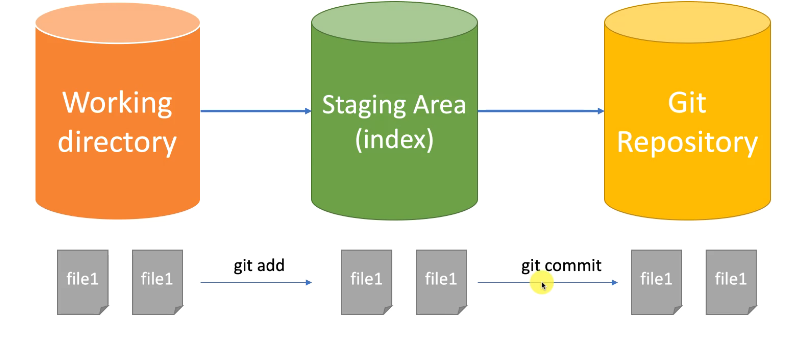 Working
directory
Staging Area
(index)
Git
Repository
file1
file1
git add
file1
file1
git commit
file1
file1